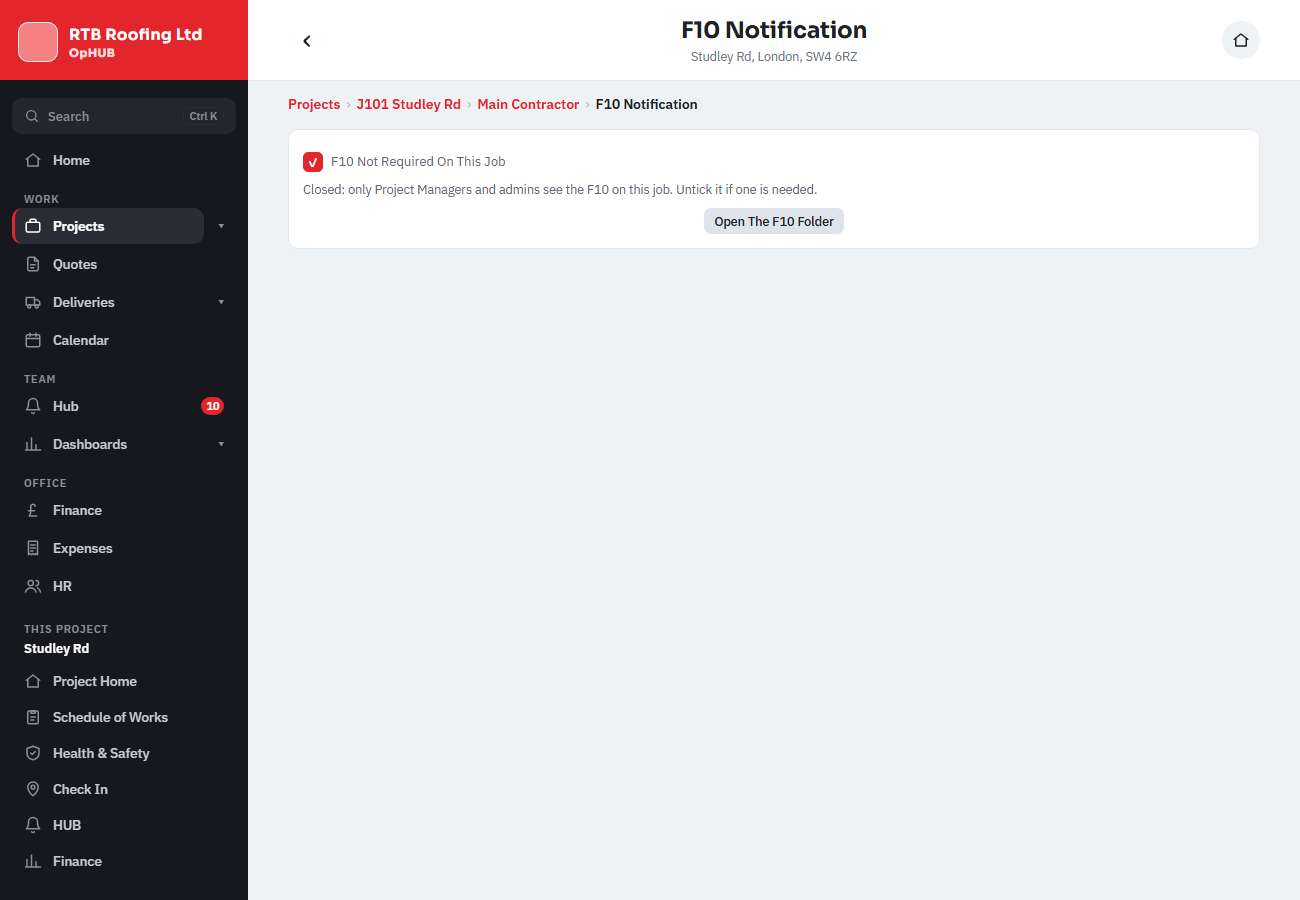 RTB Roofing Ltd
OpHUB
Search
Ctrl K
Home
WORK
Projects
Quotes
Deliveries
Calendar
TEAM
Hub
10
Dashboards
OFFICE
Finance
Expenses
HR
THIS PROJECT
Studley Rd
Project Home
Schedule of Works
Health & Safety
Check In
HUB
Finance
F10 Notification
Studley Rd, London, SW4 6RZ
Projects › J101 Studley Rd › Main Contractor › F10 Notification
F10 Not Required On This Job
Closed: only Project Managers and admins see the F10 on this job. Untick it if one is needed.
Open The F10 Folder